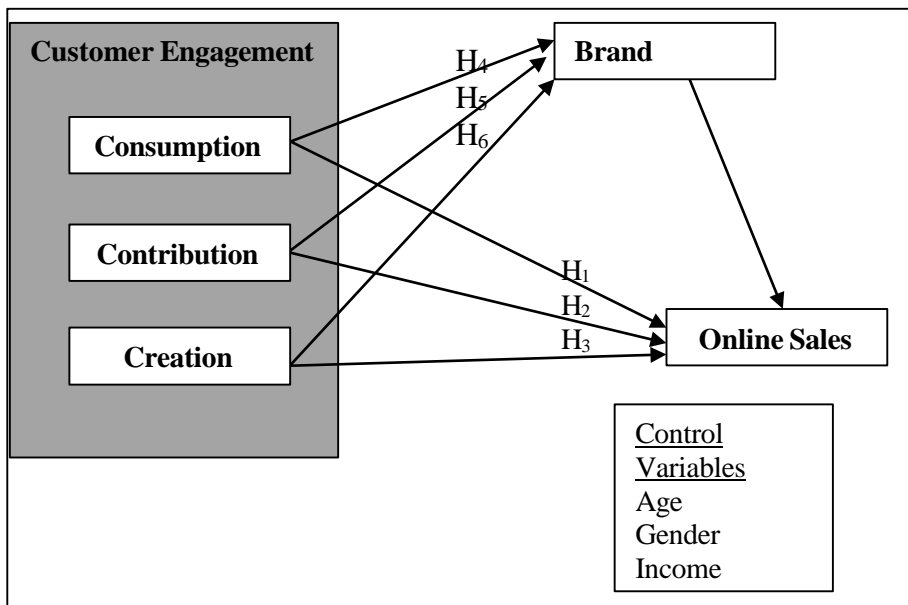 Customer Engagement
Brand
H4
H5
H6
Consumption
Contribution
H1
H2
H3
Creation
Online Sales
Control
Variables
Age
Gender
Income